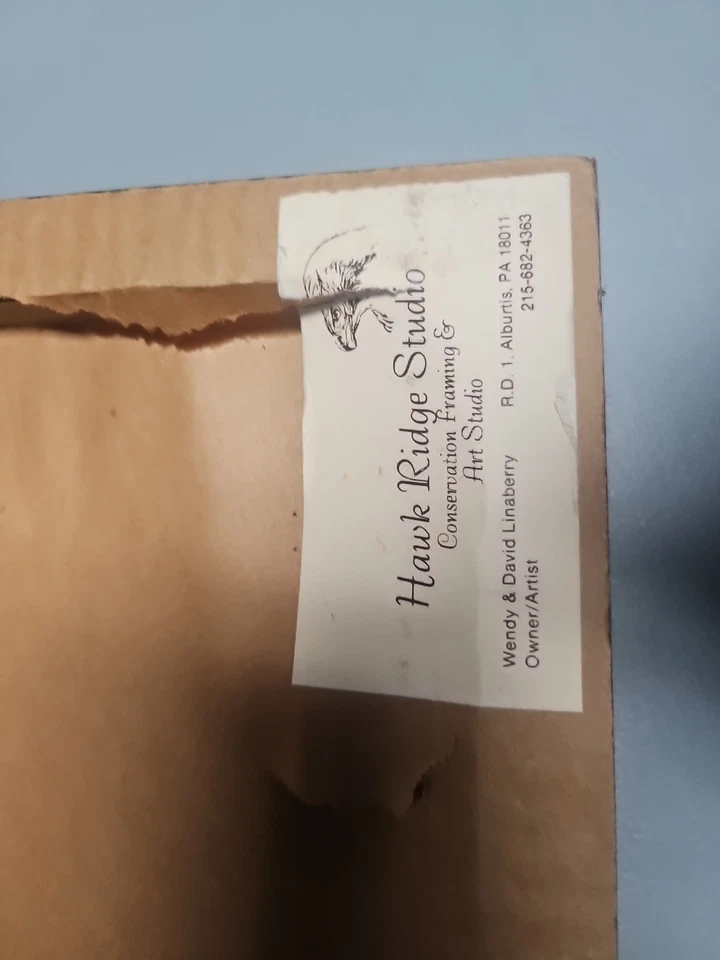 Hawk Ridge Studio
Conservation Framing &
Art Studio
Wendy & David Linaberry R.D. 1, Alburtis, PA 18011
Owner/Artist 215-682-4363